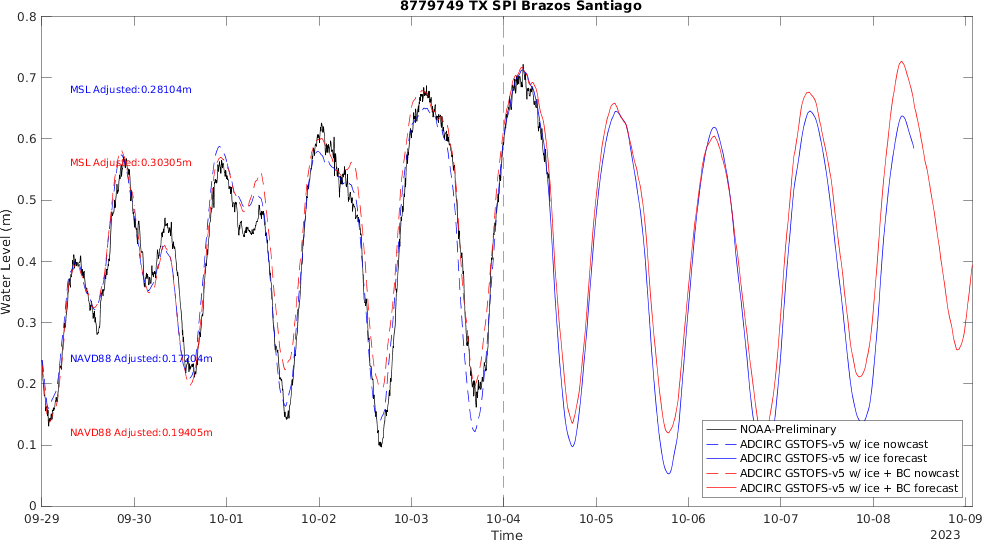 8779749 TX SPI Brazos Santiago
0.8
0.7
0.6
0.5
0.4
0.3
0.2
0.1
0
Water Level (m)
MSL Adjusted:0.28104m
MSL Adjusted:0.30305m
NAVD88 Adjusted:0.17204m
NAVD88 Adjusted:0.19405m
NOAA-Preliminary
ADCIRC GSTOFS-v5 w/ ice nowcast
ADCIRC GSTOFS-v5 w/ ice forecast
ADCIRC GSTOFS-v5 w/ ice + BC nowcast
ADCIRC GSTOFS-v5 w/ ice + BC forecast
09-29 09-30 10-01 10-02 10-03 10-04 10-05 10-06 10-07 10-08 10-09
Time
2023